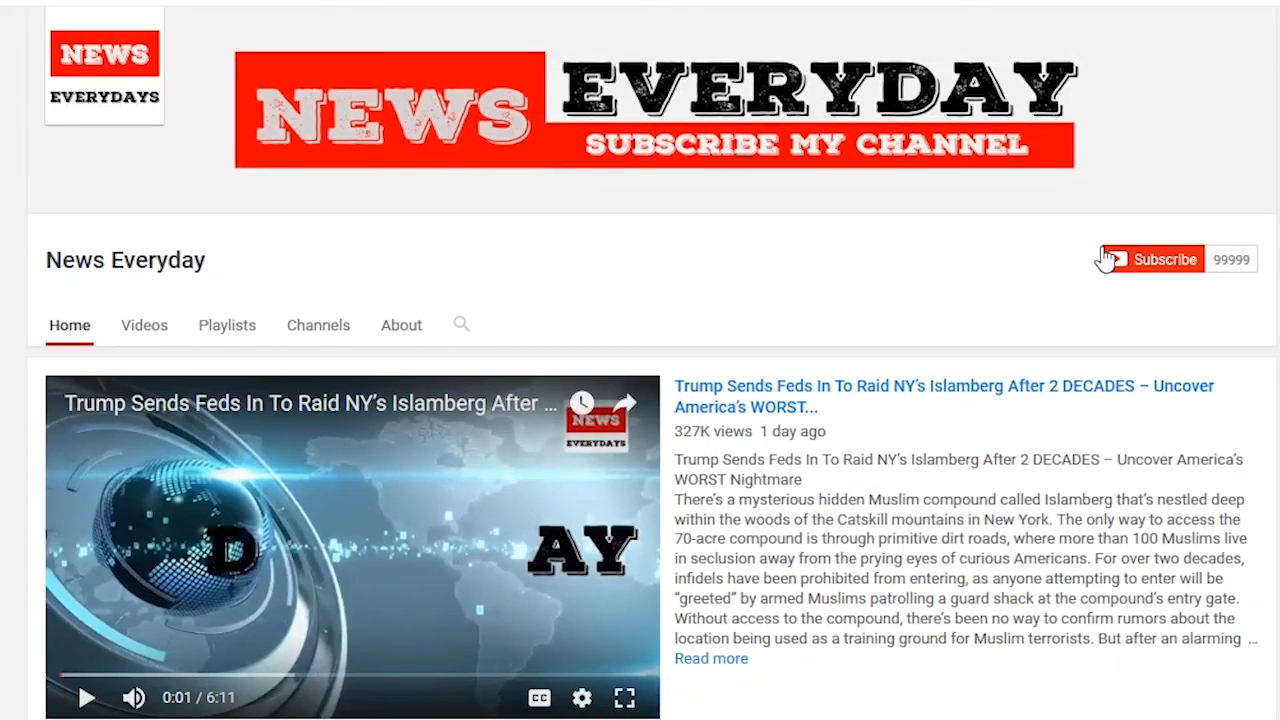 NEWS
EVERYDAYS
NEWS
EVERYDAY
SUBSCRIBE MY CHANNEL
News Everyday
Subscribe 99999
Home Videos Playlists Channels About
Trump Sends Feds In To Raid NY's Islamberg After ...
NEWS
EVERYDAYS
D AY
0:01 / 6:11
CC
Trump Sends Feds In To Raid NY's Islamberg After 2 DECADES – Uncover
America's WORST...
327K views 1 day ago
Trump Sends Feds In To Raid NY's Islamberg After 2 DECADES – Uncover America's
WORST Nightmare
There's a mysterious hidden Muslim compound called Islamberg that's nestled deep
within the woods of the Catskill mountains in New York. The only way to access the
70-acre compound is through primitive dirt roads, where more than 100 Muslims live
in seclusion away from the prying eyes of curious Americans. For over two decades,
infidels have been prohibited from entering, as anyone attempting to enter will be
“greeted” by armed Muslims patrolling a guard shack at the compound's entry gate.
Without access to the compound, there's been no way to confirm rumors about the
location being used as a training ground for Muslim terrorists. But after an alarming ...
Read more